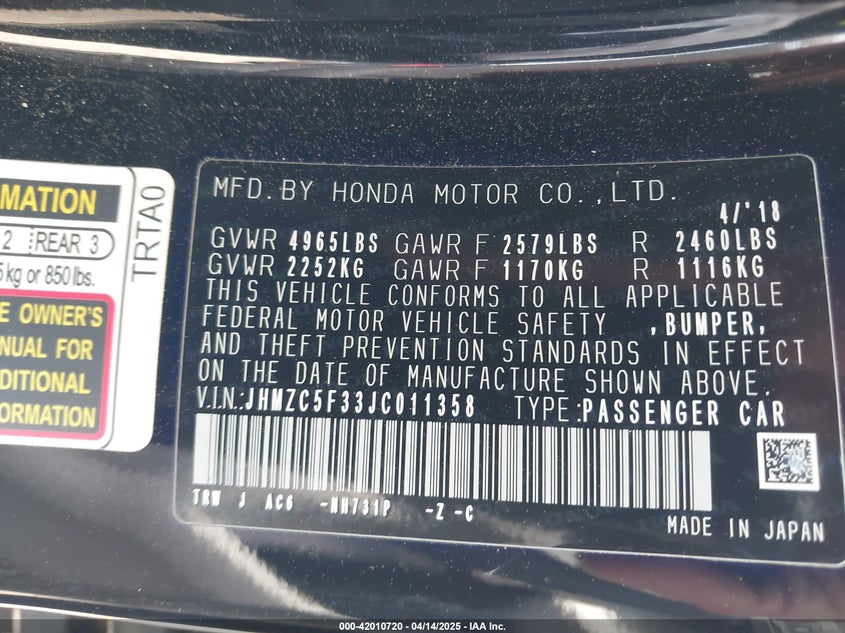 MATION
2 REAR 3
5 kg or 850 lbs.
E OWNER'S
NUAL FOR
DITIONAL
FORMATION
TRTA0
MFD.BY HONDA MOTOR CO.,LTD.
4/'18
GVWR 4965LBS GAWR F 2579LBS R 2460LBS
GVWR 2252KG GAWR F 1170KG R 1116KG
THIS VEHICLE CONFORMS TO ALL APPLICABLE
FEDERAL MOTOR VEHICLE SAFETY ,BUMPER,
AND THEFT PREVENTION STANDARDS IN EFFECT
ON THE DATE OF MANUFACTURE SHOWN ABOVE.
V.I.N.:JHMZC5F33JC011358 TYPE:PASSENGER CAR
TRW J AC6 -NH731P -Z -C
MADE IN JAPAN
000-42010720 - 04/14/2025 - IAA Inc.